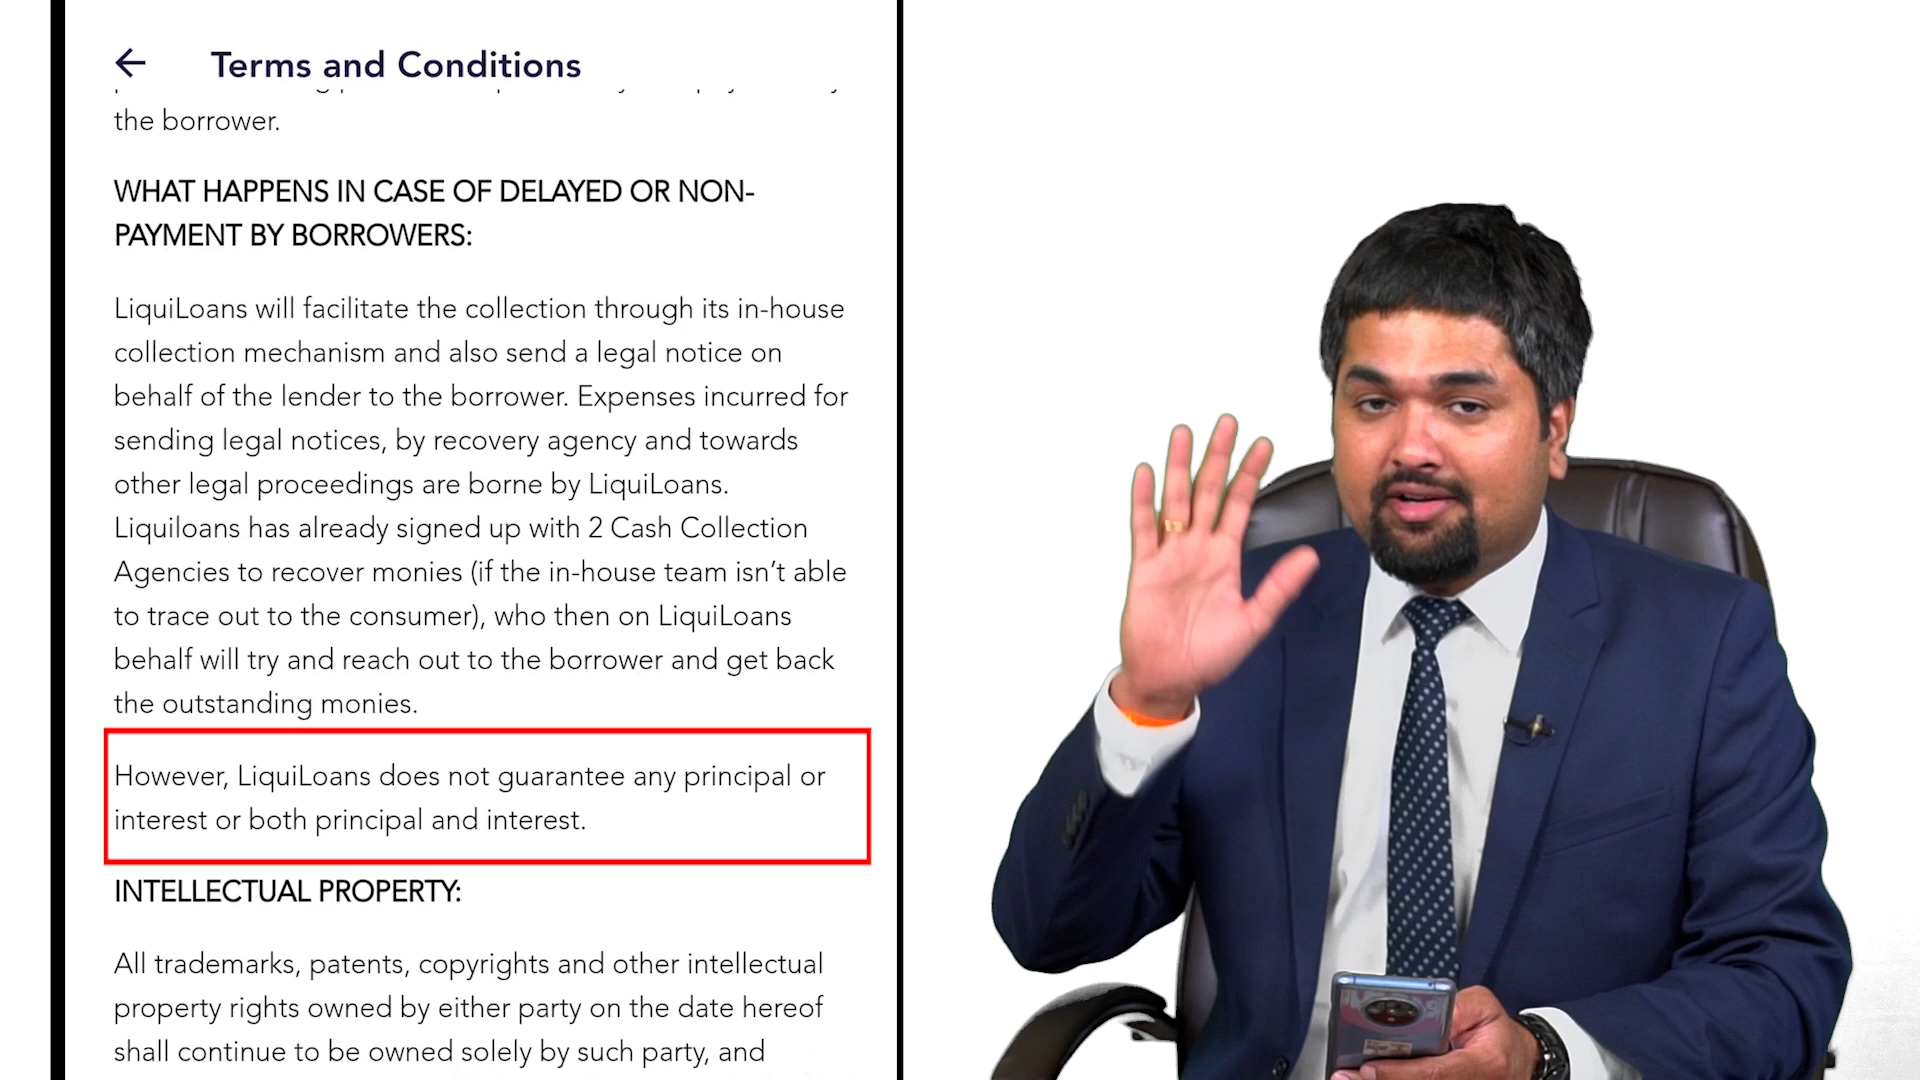 Terms and Conditions
the borrower.
WHAT HAPPENS IN CASE OF DELAYED OR NON-
PAYMENT BY BORROWERS:
LiquiLoans will facilitate the collection through its in-house
collection mechanism and also send a legal notice on
behalf of the lender to the borrower. Expenses incurred for
sending legal notices, by recovery agency and towards
other legal proceedings are borne by LiquiLoans.
Liquiloans has already signed up with 2 Cash Collection
Agencies to recover monies (if the in-house team isn’t able
to trace out to the consumer), who then on LiquiLoans
behalf will try and reach out to the borrower and get back
the outstanding monies.
However, LiquiLoans does not guarantee any principal or
interest or both principal and interest.
INTELLECTUAL PROPERTY:
All trademarks, patents, copyrights and other intellectual
property rights owned by either party on the date hereof
shall continue to be owned solely by such party, and